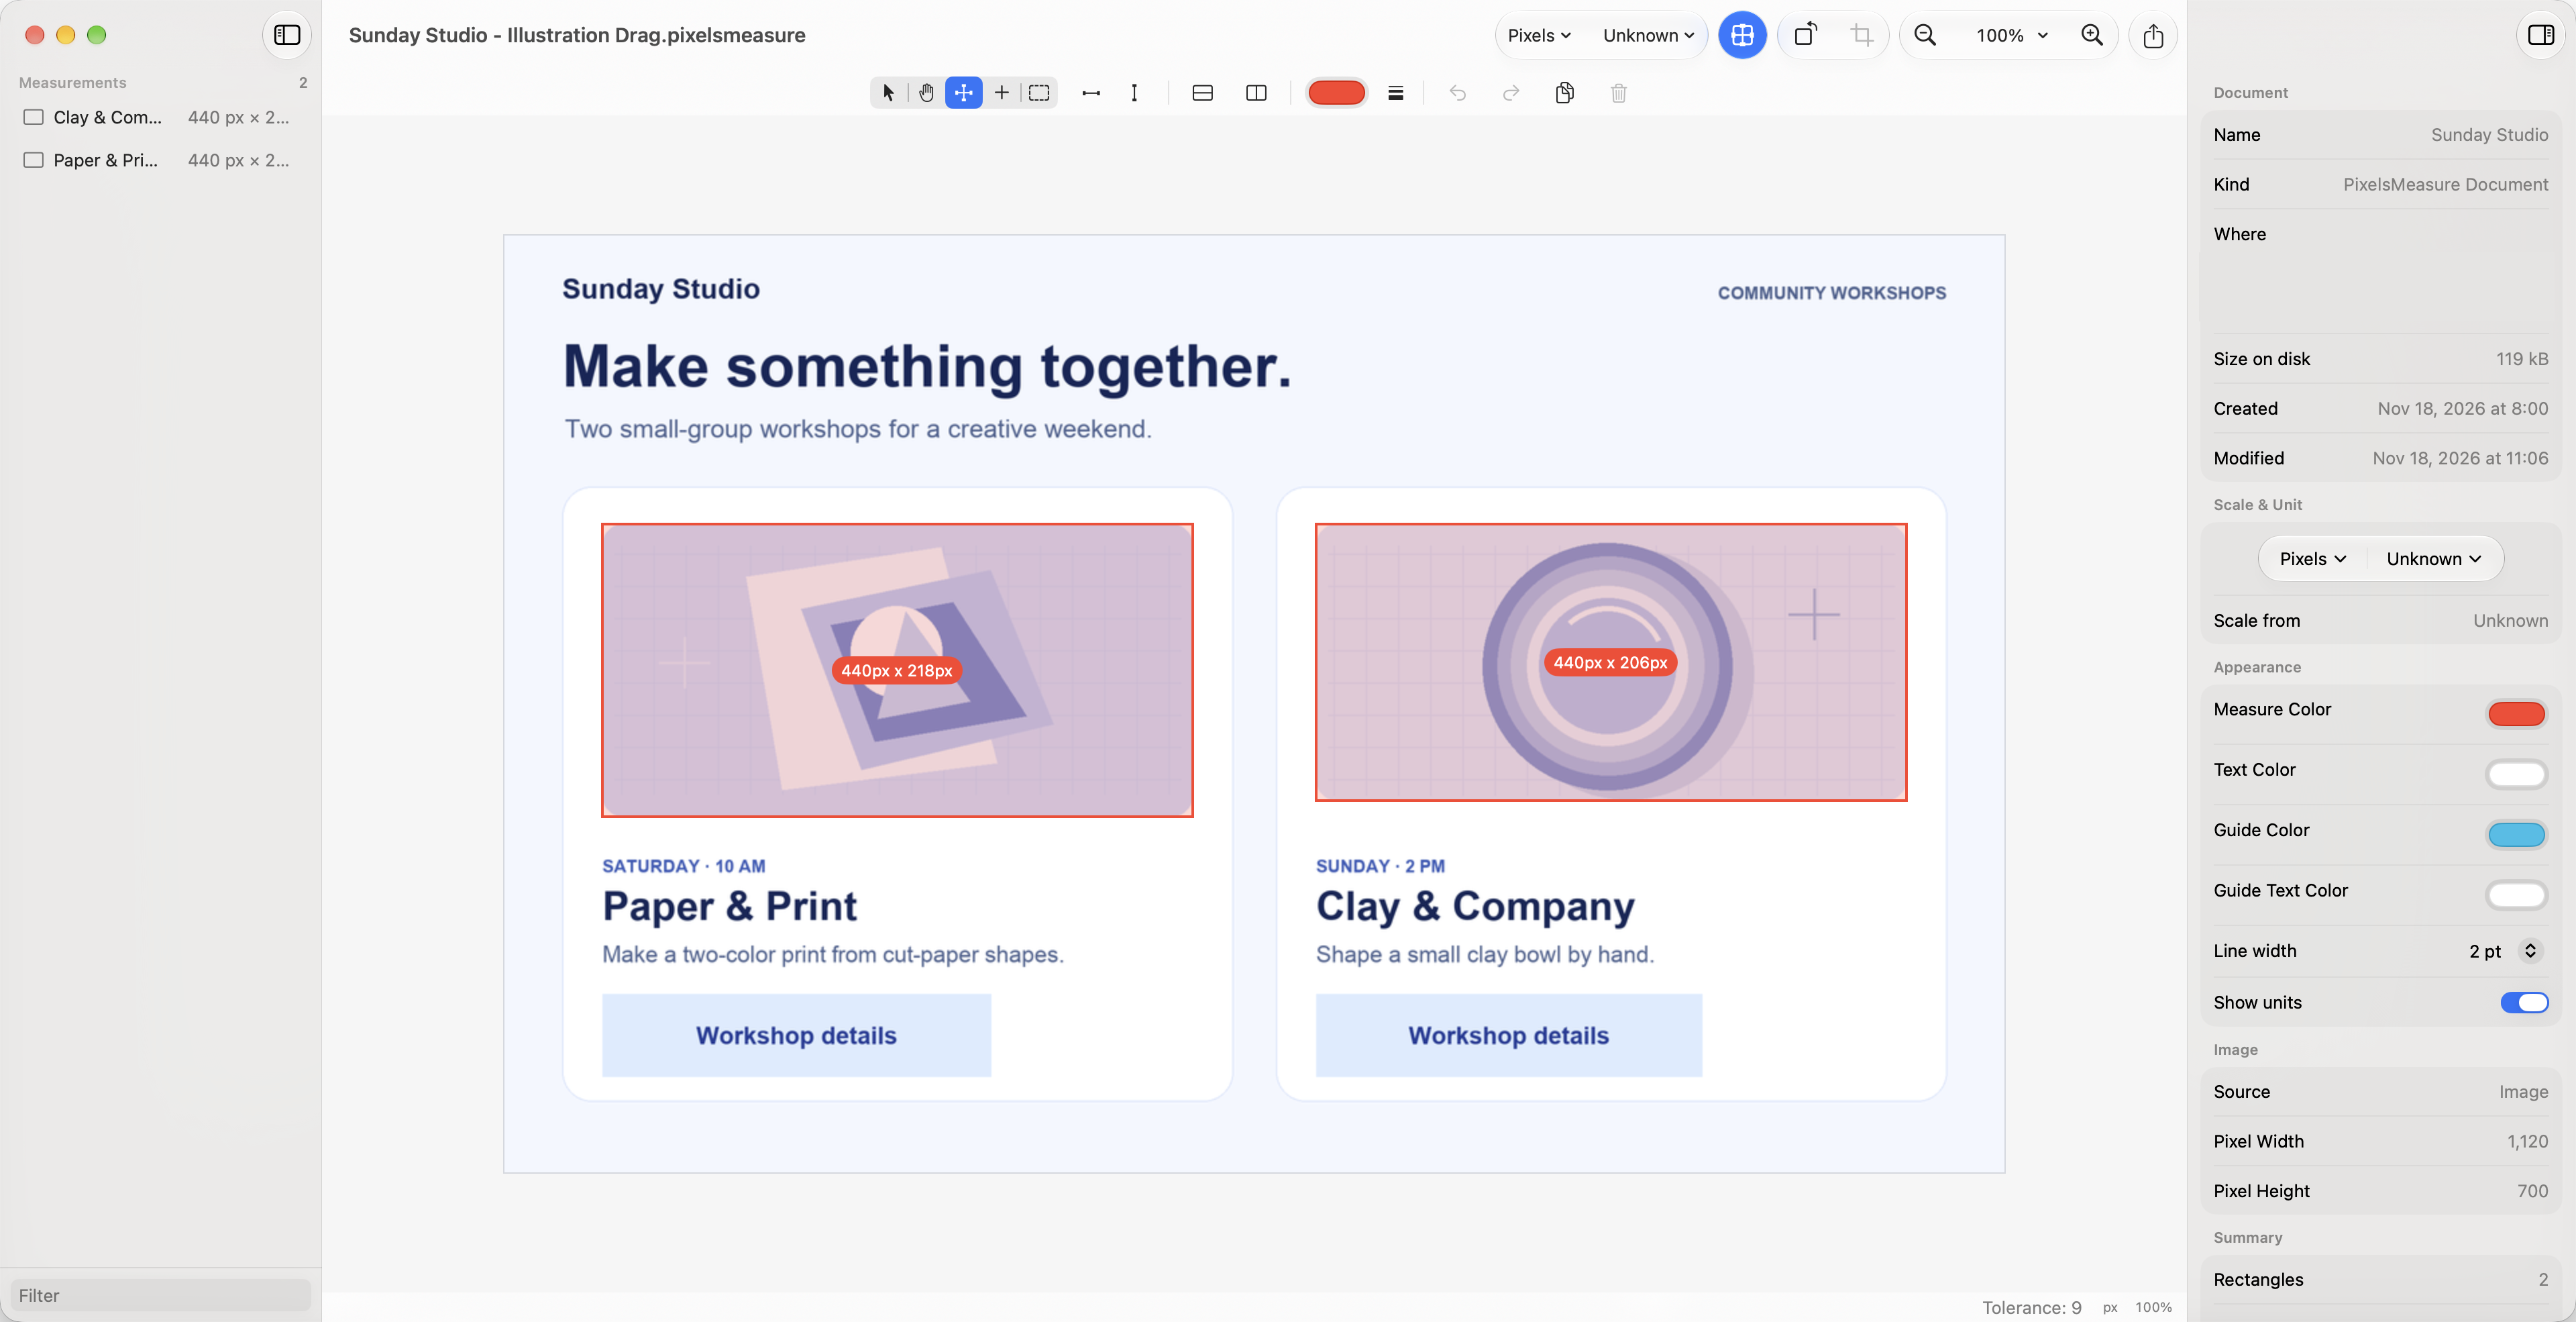 Sunday Studio - Illustration Drag.pixelsmeasure
Pixels
Unknown
100%
Measurements 2
Clay & Com... 440 px × 2...
Paper & Pri... 440 px × 2...
Filter
Sunday Studio
COMMUNITY WORKSHOPS
Make something together.
Two small-group workshops for a creative weekend.
440px x 218px
SATURDAY · 10 AM
Paper & Print
Make a two-color print from cut-paper shapes.
Workshop details
440px x 206px
SUNDAY · 2 PM
Clay & Company
Shape a small clay bowl by hand.
Workshop details
Tolerance: 9 px 100%
Document
Name Sunday Studio
Kind PixelsMeasure Document
Where
Size on disk 119 kB
Created Nov 18, 2026 at 8:00
Modified Nov 18, 2026 at 11:06
Scale & Unit
Pixels Unknown
Scale from Unknown
Appearance
Measure Color
Text Color
Guide Color
Guide Text Color
Line width 2 pt
Show units
Image
Source Image
Pixel Width 1,120
Pixel Height 700
Summary
Rectangles 2